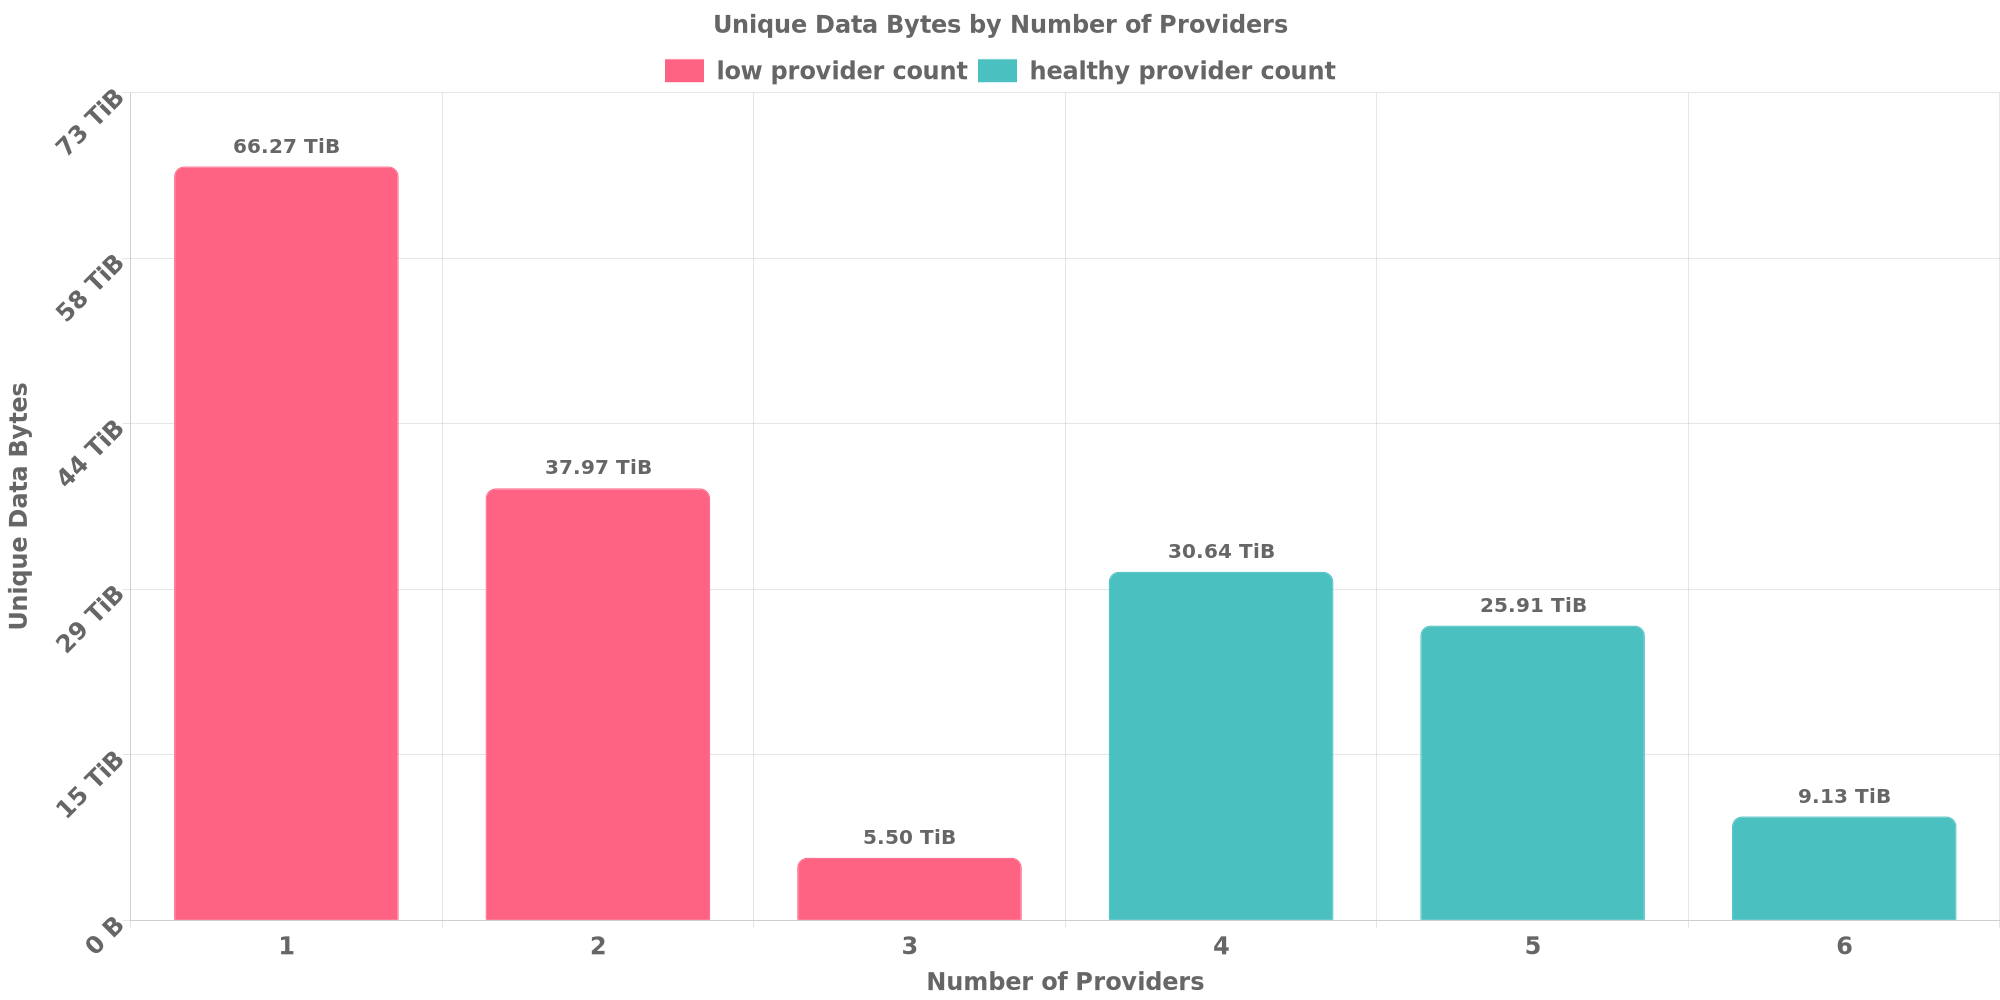 Unique Data Bytes by Number of Providers
low provider count healthy provider count
73 TiB
58 TiB
44 TiB
29 TiB
15 TiB
0 B
Unique Data Bytes
66.27 TiB
37.97 TiB
5.50 TiB
30.64 TiB
25.91 TiB
9.13 TiB
1 2 3 4 5 6
Number of Providers